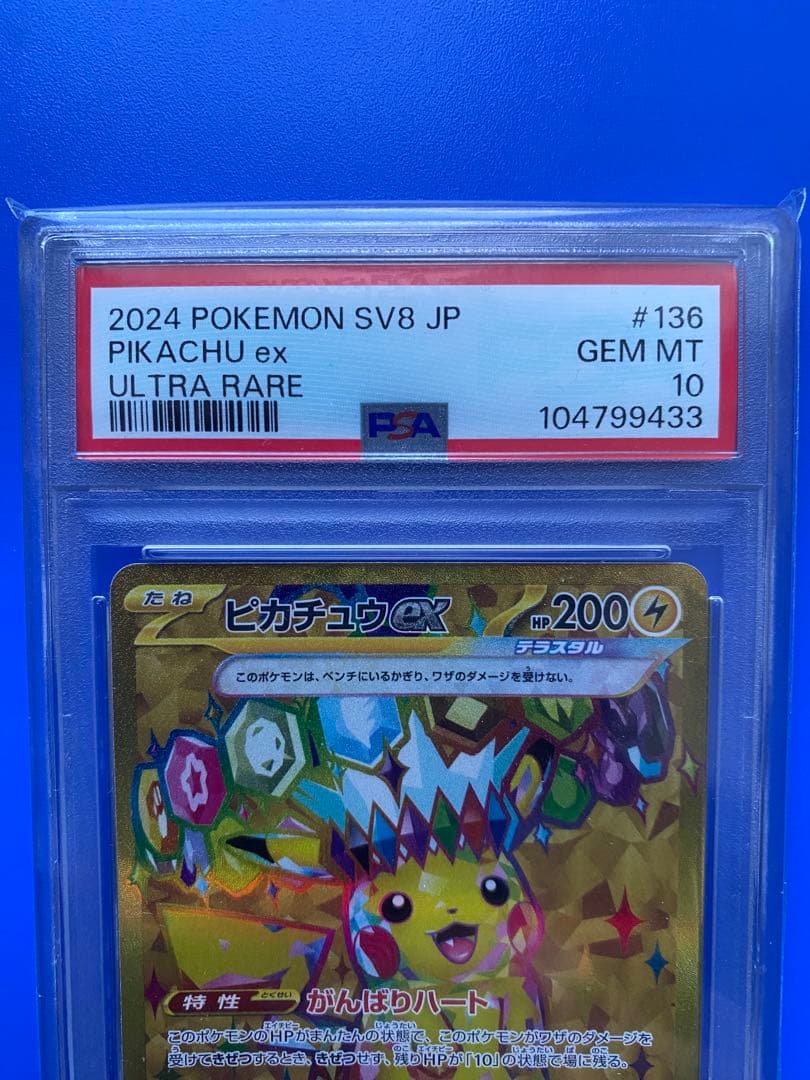 2024 POKEMON SV8 JP #136
PIKACHU ex GEM MT
ULTRA RARE 10
PSA 104799433
たね ピカチュウex HP 200
テラスタル
このポケモンは、ベンチにいるかぎり、ワザのダメージを受けない。
特性 とくせい がんばりハート
このポケモンのHPがまんたんの状態で、このポケモンがワザのダメージを
受けてきぜつするとき、きぜつせず、残りHPが「10」の状態で場に残る。